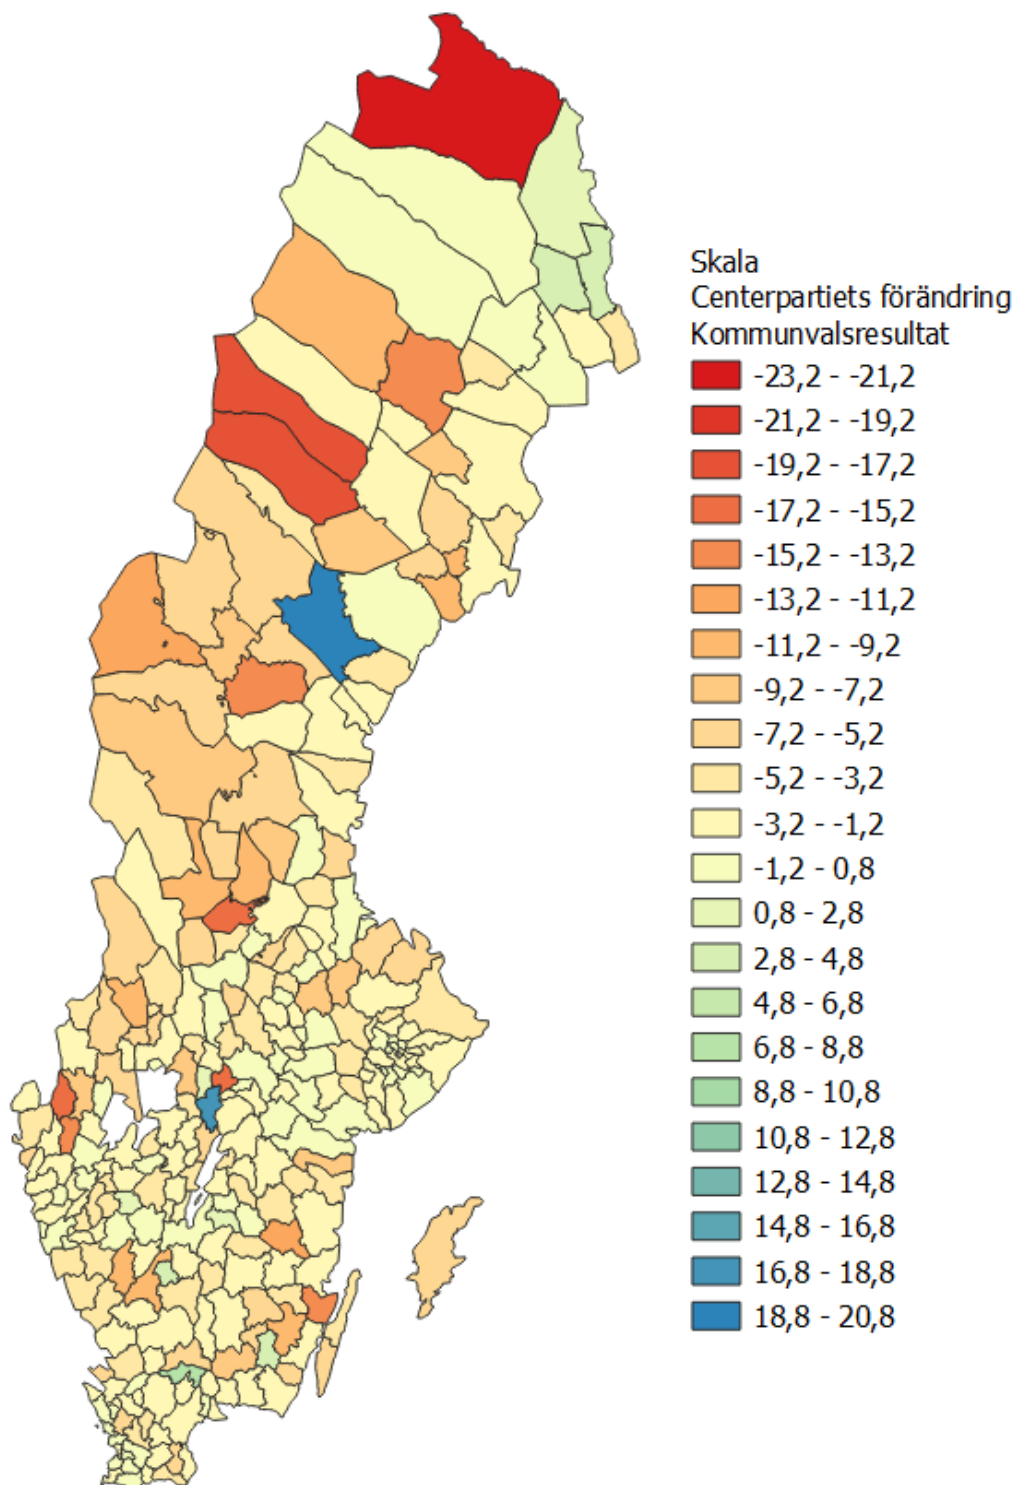 Skala
Centerpartiets förändring
Kommunvalsresultat
-23,2 - -21,2
-21,2 - -19,2
-19,2 - -17,2
-17,2 - -15,2
-15,2 - -13,2
-13,2 - -11,2
-11,2 - -9,2
-9,2 - -7,2
-7,2 - -5,2
-5,2 - -3,2
-3,2 - -1,2
-1,2 - 0,8
0,8 - 2,8
2,8 - 4,8
4,8 - 6,8
6,8 - 8,8
8,8 - 10,8
10,8 - 12,8
12,8 - 14,8
14,8 - 16,8
16,8 - 18,8
18,8 - 20,8